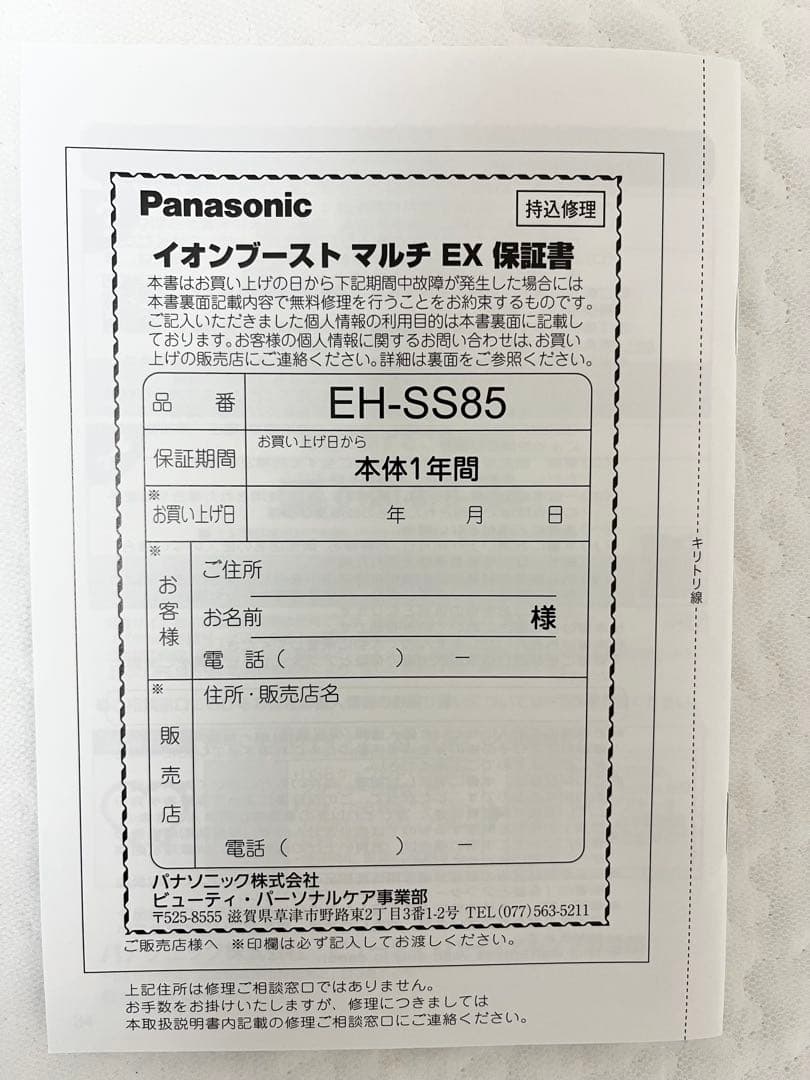 Panasonic
持込修理
イオンブースト マルチ EX 保証書
本書はお買い上げの日から下記期間中故障が発生した場合には
本書裏面記載内容で無料修理を行うことをお約束するものです。
ご記入いただきました個人情報の利用目的は本書裏面に記載し
ております。お客様の個人情報に関するお問い合わせは、お買い
上げの販売店にご連絡ください。詳細は裏面をご参照ください。
品 番 EH-SS85
保証期間 お買い上げ日から
本体1年間
※
お買い上げ日 年 月 日
※
お客様
ご住所
お名前 様
電 話 ( ) −
※
販売店
住所・販売店名
電話 ( ) −
パナソニック株式会社
ビューティ・パーソナルケア事業部
〒525-8555 滋賀県草津市野路東2丁目3番1-2号 TEL(077)563-5211
ご販売店様へ ※印欄は必ず記入してお渡しください。
上記住所は修理ご相談窓口ではありません。
お手数をお掛けいたしますが、修理につきましては
本取扱説明書内記載の修理ご相談窓口にご連絡ください。
キリトリ線